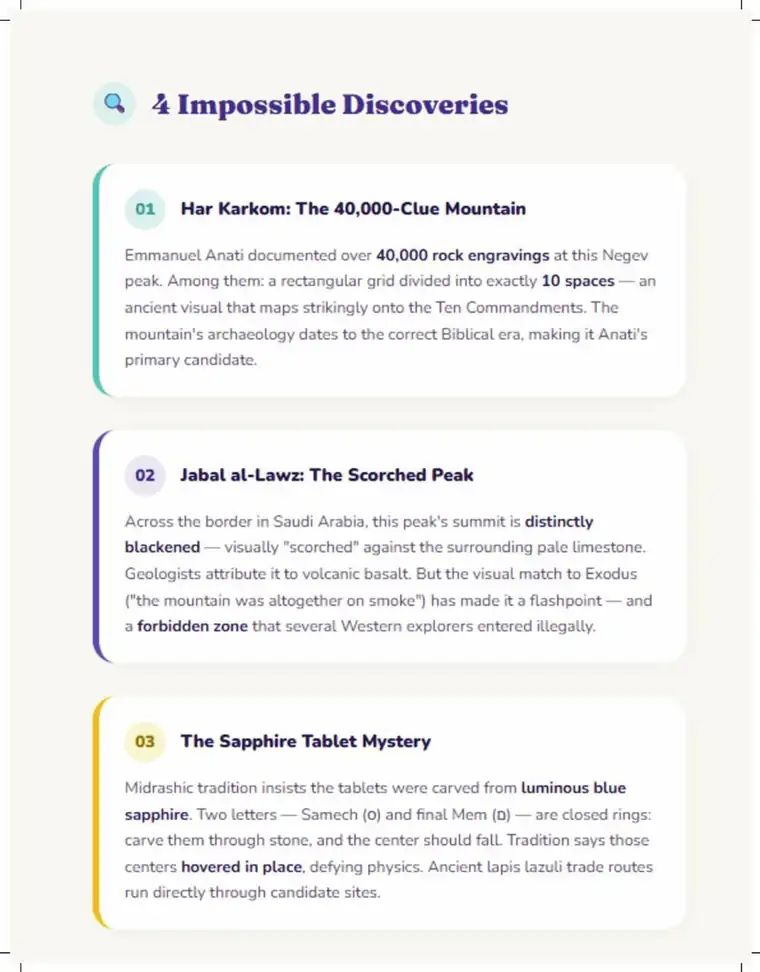 4 Impossible Discoveries
01 Har Karkom: The 40,000-Clue Mountain
Emmanuel Anati documented over 40,000 rock engravings at this Negev
peak. Among them: a rectangular grid divided into exactly 10 spaces — an
ancient visual that maps strikingly onto the Ten Commandments. The
mountain's archaeology dates to the correct Biblical era, making it Anati's
primary candidate.
02 Jabal al-Lawz: The Scorched Peak
Across the border in Saudi Arabia, this peak's summit is distinctly
blackened — visually "scorched" against the surrounding pale limestone.
Geologists attribute it to volcanic basalt. But the visual match to Exodus
("the mountain was altogether on smoke") has made it a flashpoint — and
a forbidden zone that several Western explorers entered illegally.
03 The Sapphire Tablet Mystery
Midrashic tradition insists the tablets were carved from luminous blue
sapphire. Two letters — Samech (ס) and final Mem (ם) — are closed rings:
carve them through stone, and the center should fall. Tradition says those
centers hovered in place, defying physics. Ancient lapis lazuli trade routes
run directly through candidate sites.